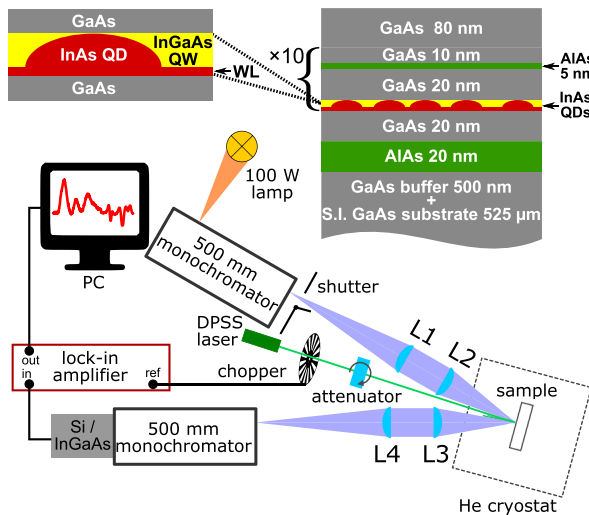 GaAs
InAs QD
InGaAs
QW
WL
GaAs
×10
GaAs 80 nm
GaAs 10 nm
AlAs
5 nm
GaAs 20 nm
InAs
QDs
GaAs 20 nm
AlAs 20 nm
GaAs buffer 500 nm
+
S.I. GaAs substrate 525 µm
100 W
lamp
500 mm
monochromator
PC
shutter
DPSS
laser
chopper
L1
L2
attenuator
sample
out
in
lock-in
amplifier
ref
Si /
InGaAs
500 mm
monochromator
L4
L3
He cryostat